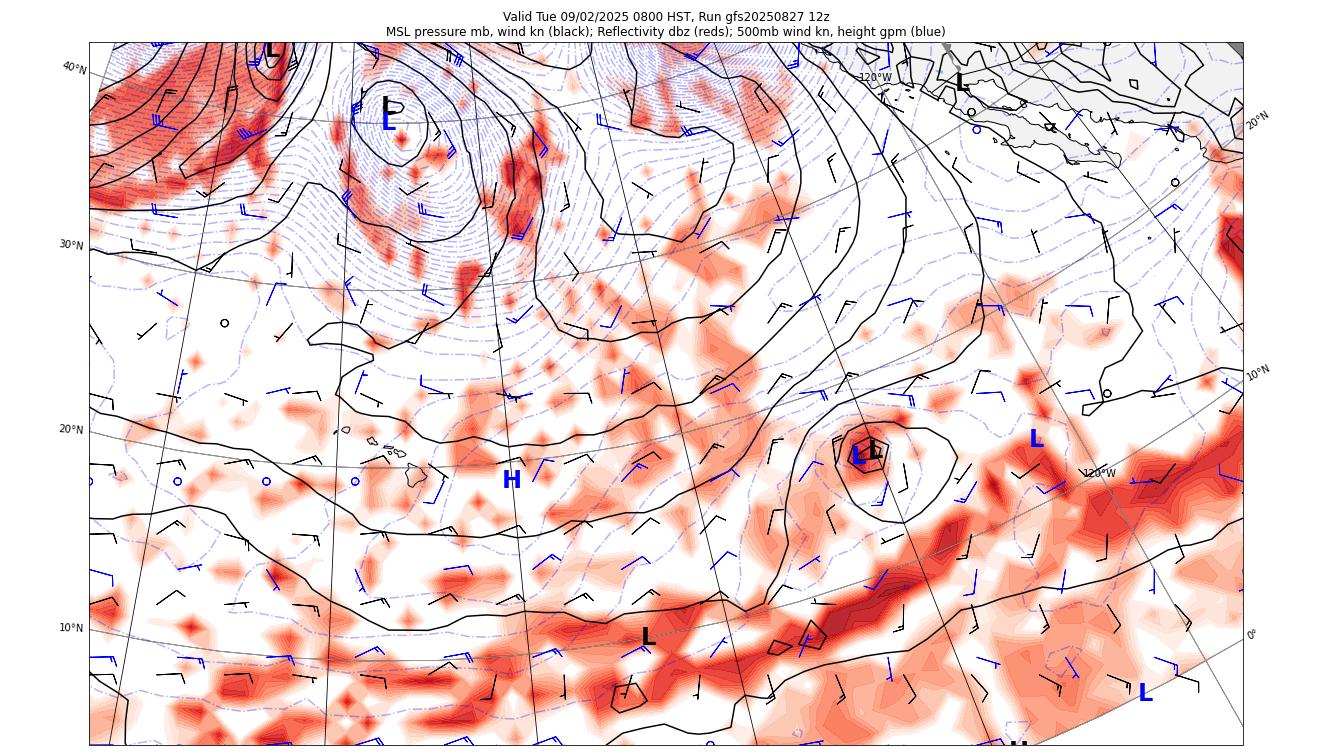 Valid Tue 09/02/2025 0800 HST, Run gfs20250827 12z
MSL pressure mb, wind kn (black); Reflectivity dbz (reds); 500mb wind kn, height gpm (blue)
L
40°N
120°W
L
L
L
20°N
30°N
10°N
20°N
L
L
L
120°W
H
10°N
L
0°
L
H